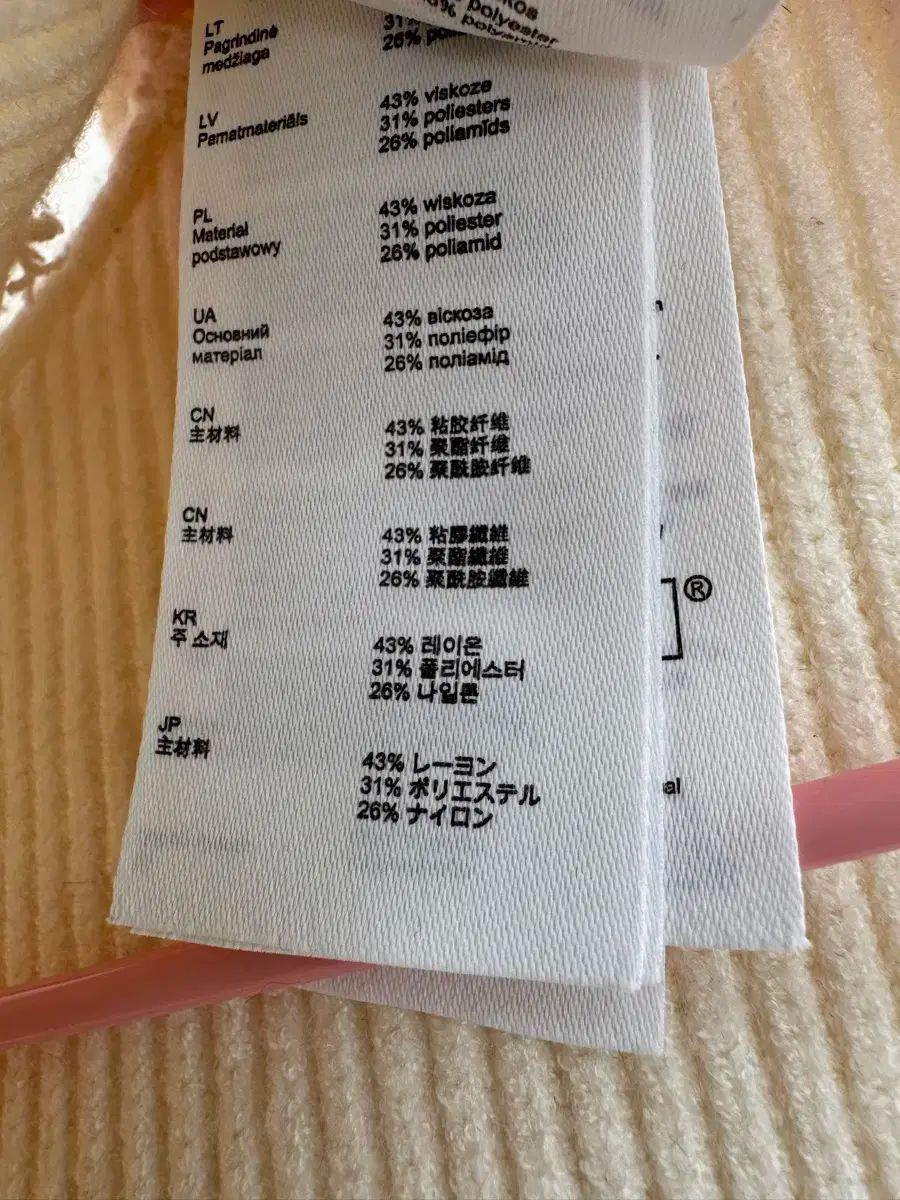 polyester
LT
Pagrindinė
medžiaga
31%
26%
LV
Pamatmateriāls
43% viskoze
31% poliesters
26% poliamīds
PL
Materiał
podstawowy
43% wiskoza
31% poliester
26% poliamid
UA
Основний
матеріал
43% віскоза
31% поліефір
26% поліамід
CN
主材料
43% 粘胶纤维
31% 聚酯纤维
26% 聚酰胺纤维
CN
主材料
43% 粘膠纖維
31% 聚酯纖維
26% 聚酰胺纖維
KR
주 소재
43% 레이온
31% 폴리에스터
26% 나일론
JP
主材料
43% レーヨン
31% ポリエステル
26% ナイロン
®
al